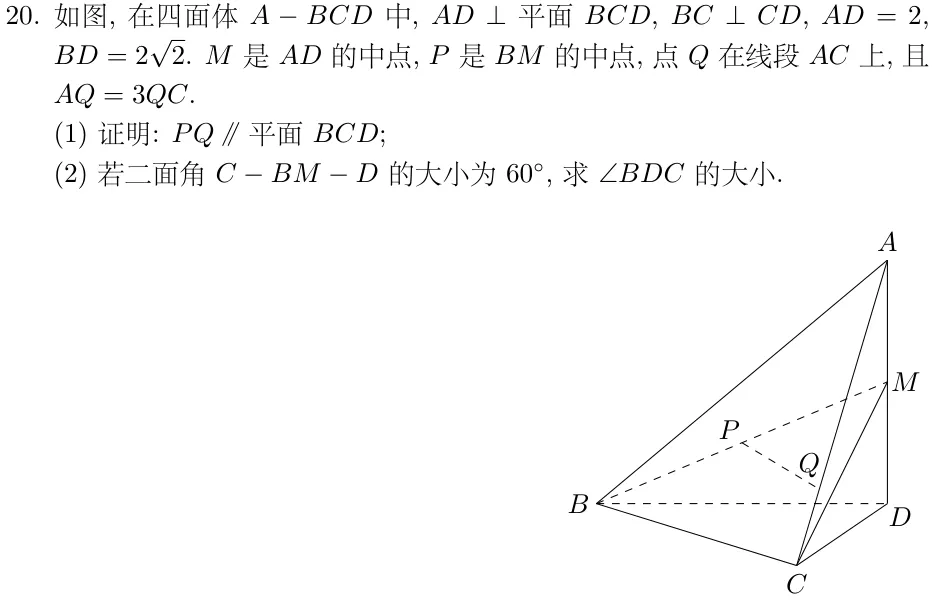 20. 如图, 在四面体 A − BCD 中, AD ⊥ 平面 BCD, BC ⊥ CD, AD = 2,
BD = 2√2. M 是 AD 的中点, P 是 BM 的中点, 点 Q 在线段 AC 上, 且
AQ = 3QC.
(1) 证明: PQ ∥ 平面 BCD;
(2) 若二面角 C − BM − D 的大小为 60°, 求 ∠BDC 的大小.
A
M
P
Q
B
D
C